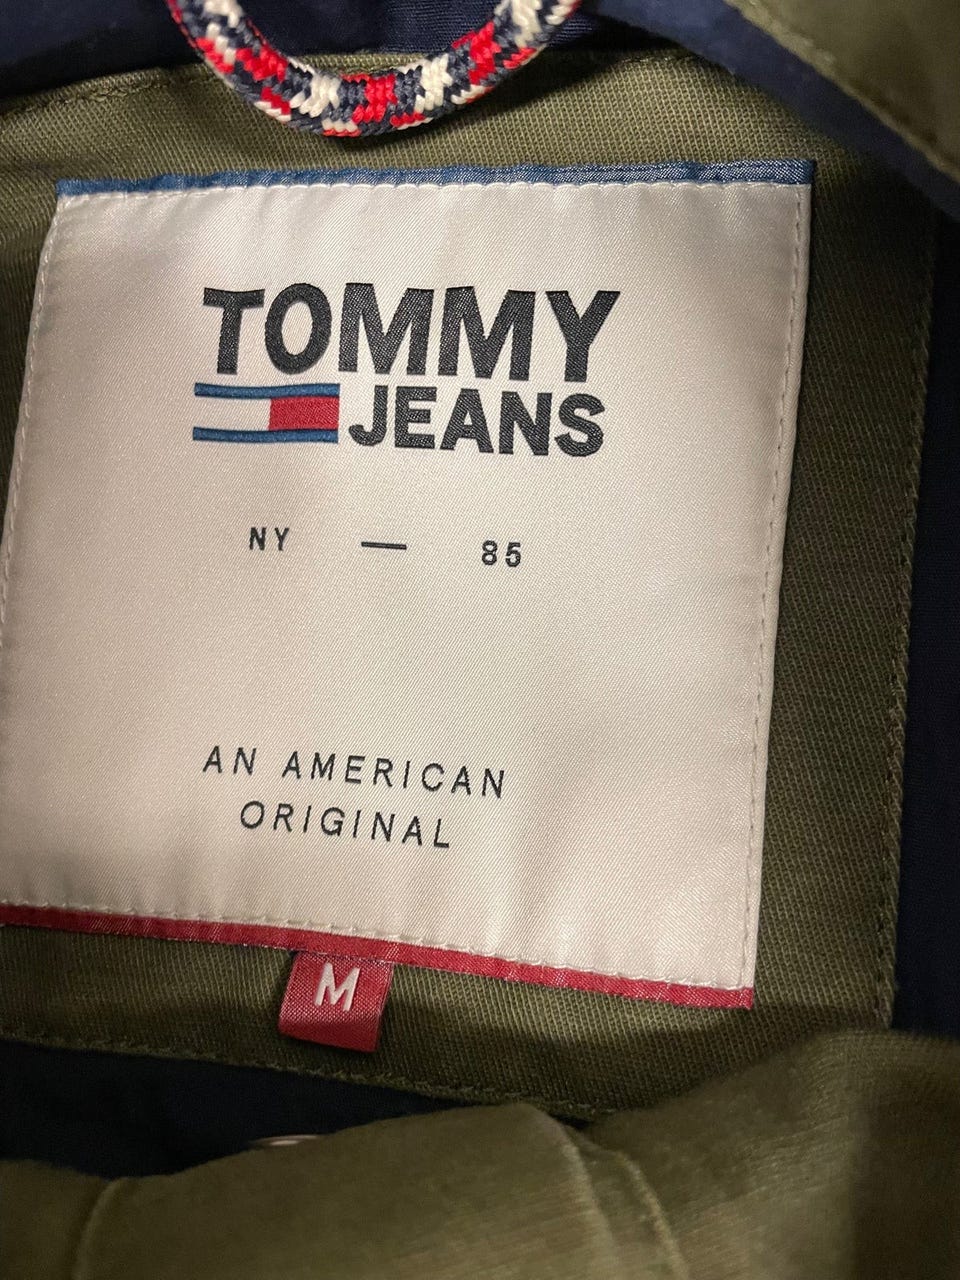 TOMMY
JEANS
NY — 85
AN AMERICAN
ORIGINAL
M